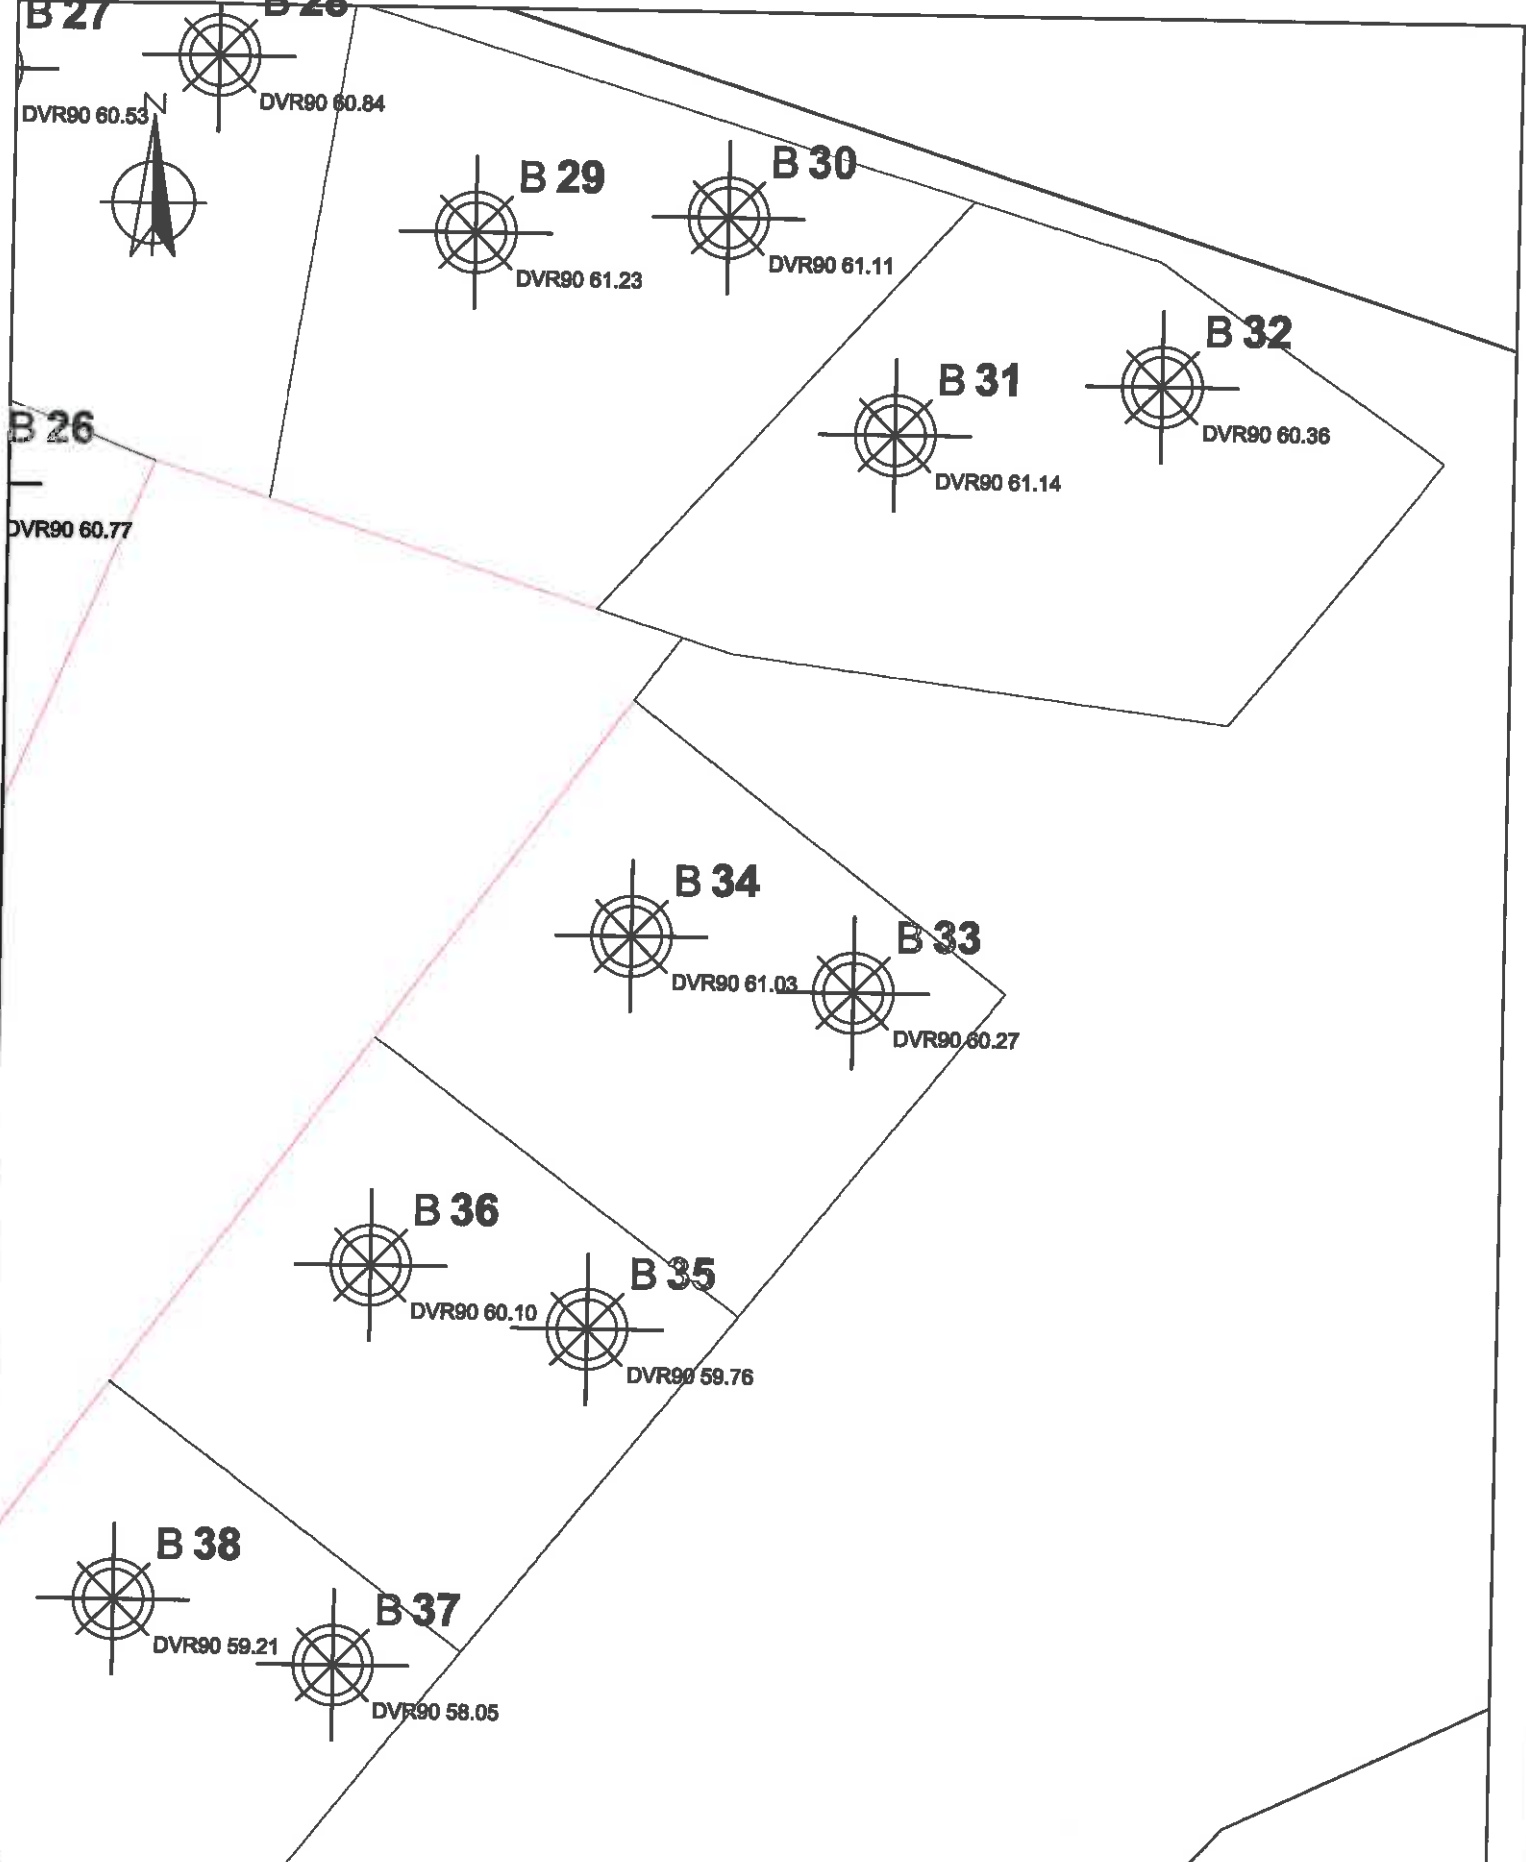 B 27
B 28
DVR90 60.53
DVR90 60.84
N
B 29
DVR90 61.23
B 30
DVR90 61.11
B 31
DVR90 61.14
B 32
DVR90 60.36
B 26
DVR90 60.77
B 34
DVR90 61.03
B 33
DVR90 60.27
B 36
DVR90 60.10
B 35
DVR90 59.76
B 38
DVR90 59.21
B 37
DVR90 58.05